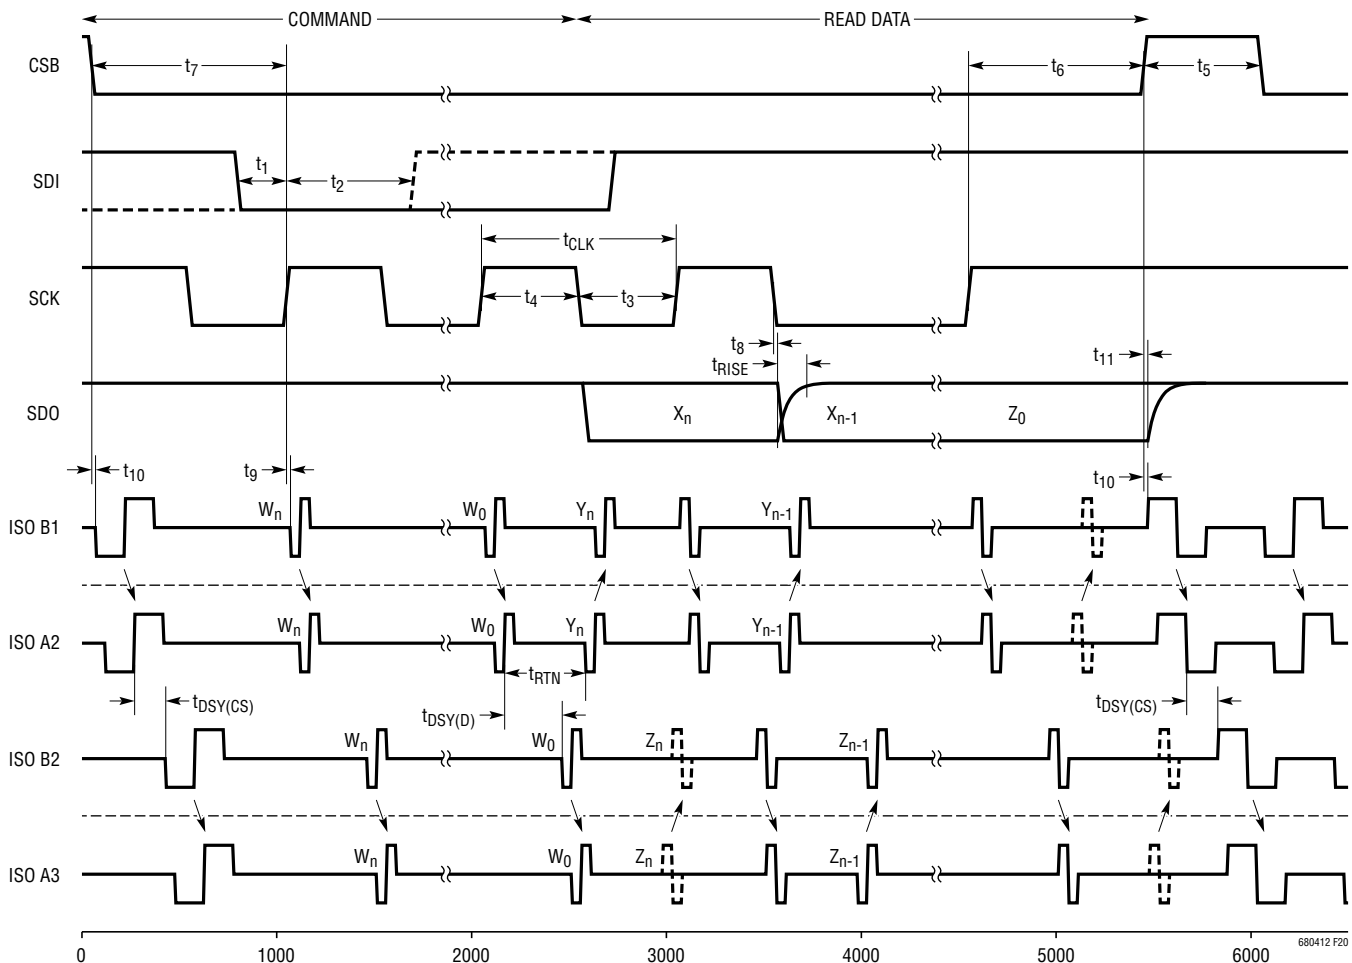 COMMAND READ DATA
CSB t7 t6 t5
SDI t1 t2
tCLK
SCK t4 t3
t8
tRISE t11
SDO Xn Xn-1 Z0
t10 t9 t10
ISO B1 Wn W0 Yn Yn-1
ISO A2 Wn W0 Yn Yn-1
tRTN
tDSY(CS) tDSY(D) tDSY(CS)
ISO B2 Wn W0 Zn Zn-1
ISO A3 Wn W0 Zn Zn-1
0 1000 2000 3000 4000 5000 6000
680412 F20